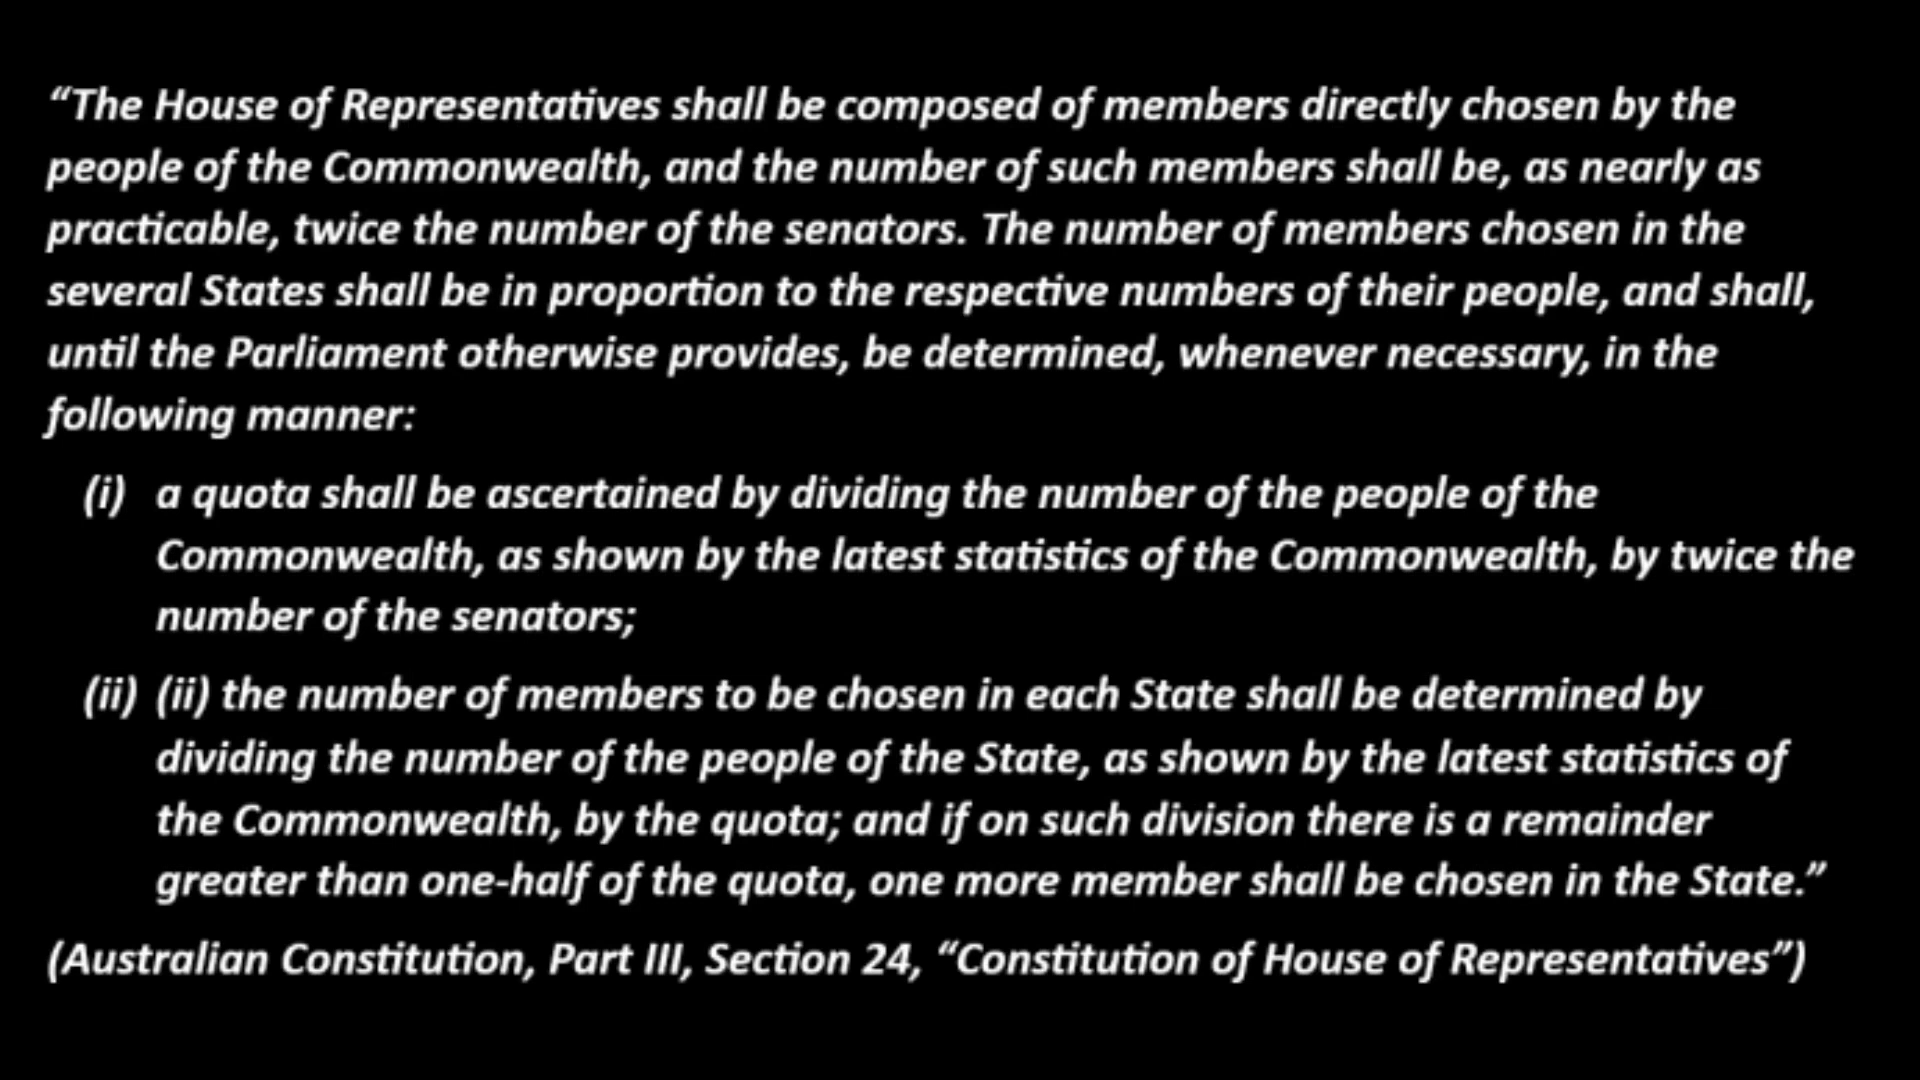 “The House of Representatives shall be composed of members directly chosen by the
people of the Commonwealth, and the number of such members shall be, as nearly as
practicable, twice the number of the senators. The number of members chosen in the
several States shall be in proportion to the respective numbers of their people, and shall,
until the Parliament otherwise provides, be determined, whenever necessary, in the
following manner:
(i) a quota shall be ascertained by dividing the number of the people of the
Commonwealth, as shown by the latest statistics of the Commonwealth, by twice the
number of the senators;
(ii) (ii) the number of members to be chosen in each State shall be determined by
dividing the number of the people of the State, as shown by the latest statistics of
the Commonwealth, by the quota; and if on such division there is a remainder
greater than one-half of the quota, one more member shall be chosen in the State.”
(Australian Constitution, Part III, Section 24, “Constitution of House of Representatives”)